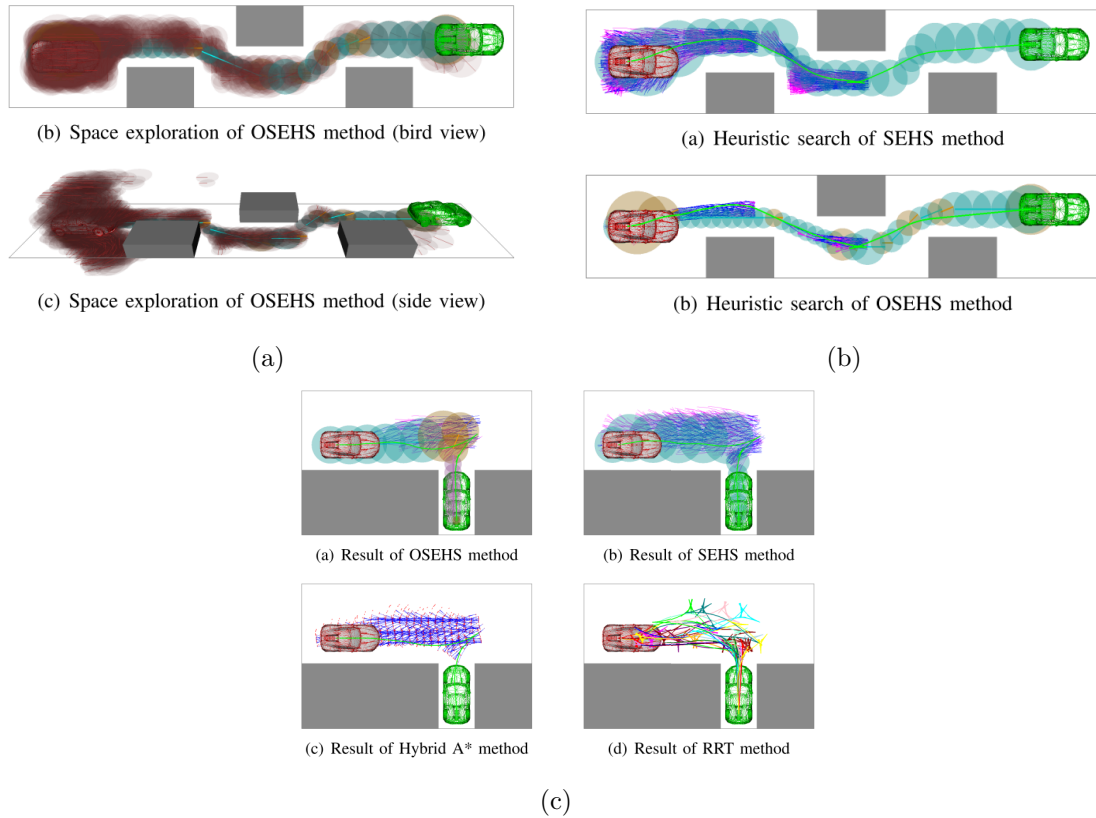 (b) Space exploration of OSEHS method (bird view)
(c) Space exploration of OSEHS method (side view)
(a)
(a) Heuristic search of SEHS method
(b) Heuristic search of OSEHS method
(b)
(a) Result of OSEHS method
(b) Result of SEHS method
(c) Result of Hybrid A* method
(d) Result of RRT method
(c)